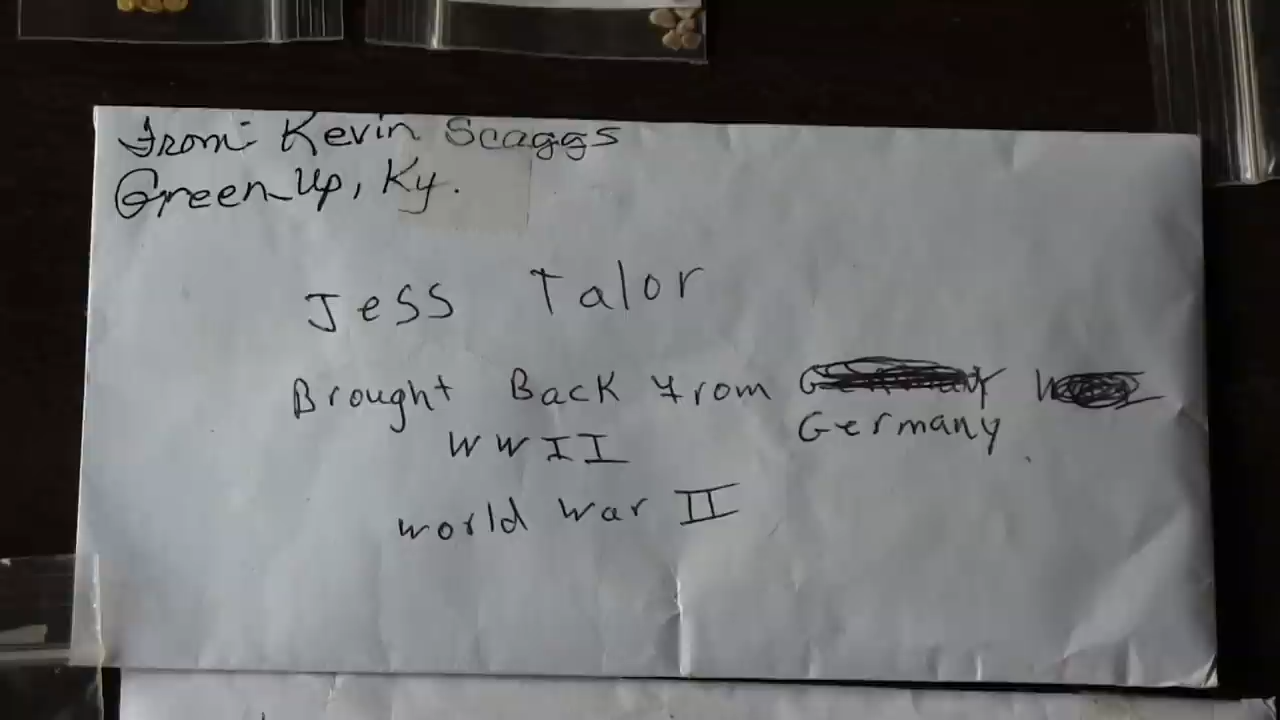 From: Kevin Scaggs
Green-Up, Ky.
Jess Talor
Brought Back From
Germany
WWII
World War II